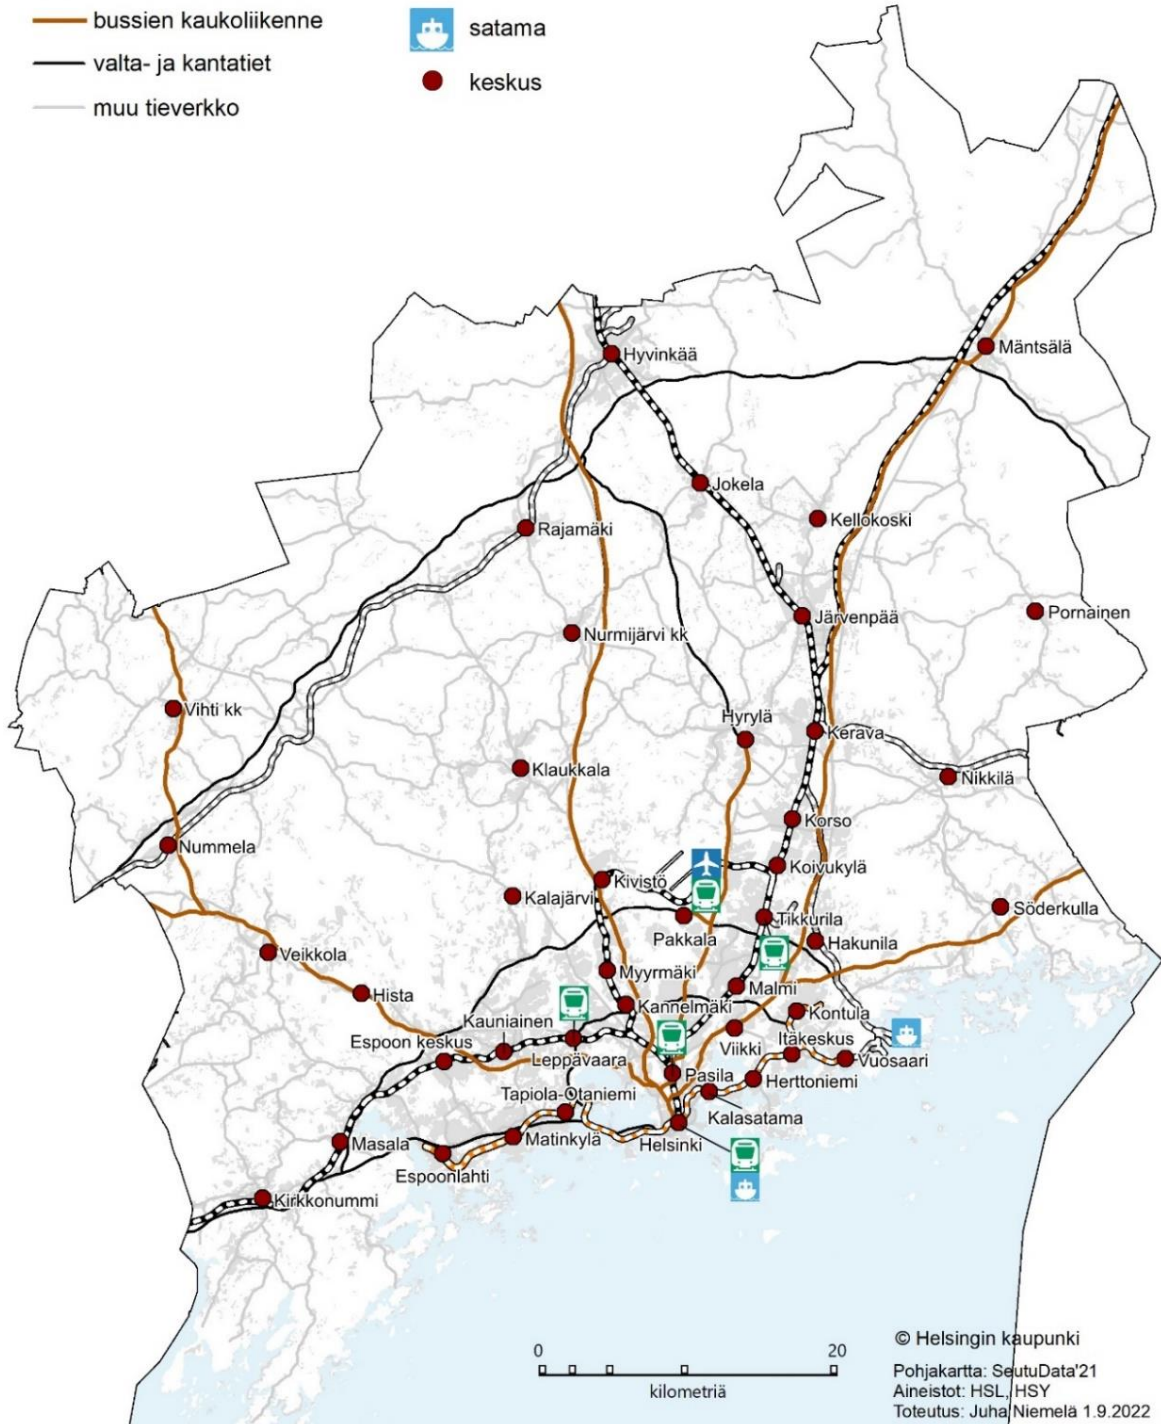 bussien kaukoliikenne
satama
valta- ja kantatiet
keskus
muu tieverkko
Hyvinkää
Mäntsälä
Jokela
Kellokoski
Rajamäki
Järvenpää
Pornainen
Nurmijärvi kk
Vihti kk
Hyrylä
Kerava
Klaukkala
Nikkilä
Korso
Nummela
Koivukylä
Kivistö
Kalajärvi
Söderkulla
Tikkurila
Pakkala
Hakunila
Veikkola
Myyrmäki
Malmi
Hista
Kannelmäki
Kontula
Kauniainen
Espoon keskus
Itäkeskus
Viikki
Leppävaara
Vuosaari
Pasila
Herttoniemi
Tapiola-Otaniemi
Kalasatama
Masala
Matinkylä
Helsinki
Espoonlahti
Kirkkonummi
© Helsingin kaupunki
0 20
kilometriä
Pohjakartta: SeutuData'21
Aineistot: HSL, HSY
Toteutus: Juha Niemelä 1.9.2022